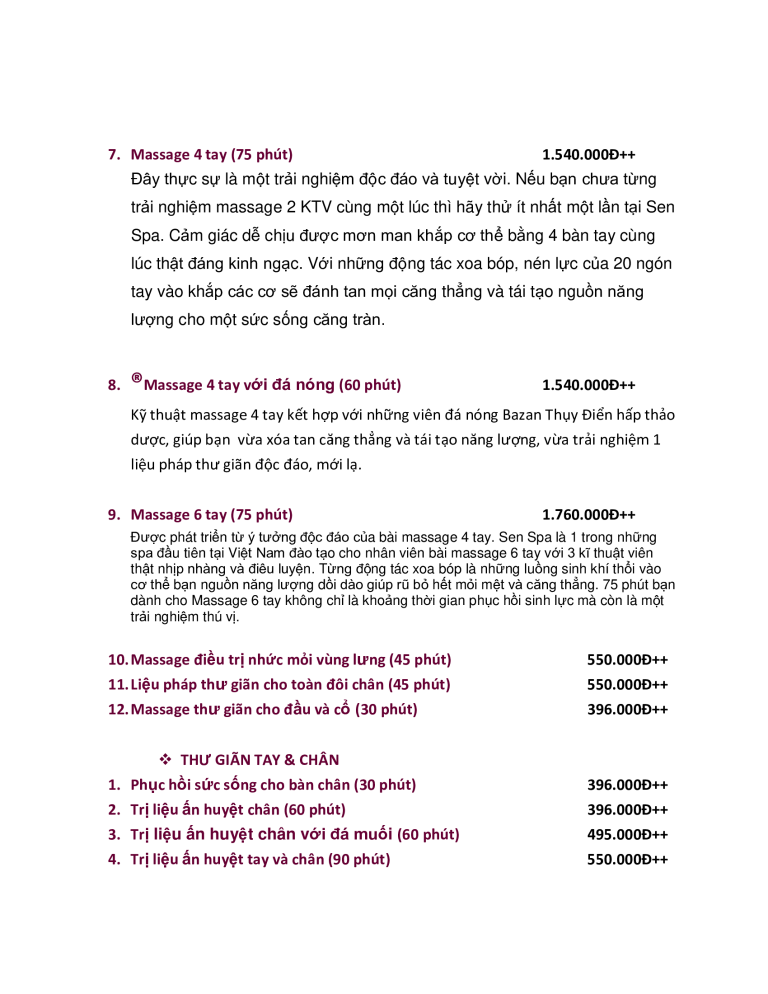 7. Massage 4 tay (75 phút) 1.540.000Đ++
Đây thực sự là một trải nghiệm độc đáo và tuyệt vời. Nếu bạn chưa từng
trải nghiệm massage 2 KTV cùng một lúc thì hãy thử ít nhất một lần tại Sen
Spa. Cảm giác dễ chịu được mơn man khắp cơ thể bằng 4 bàn tay cùng
lúc thật đáng kinh ngạc. Với những động tác xoa bóp, nén lực của 20 ngón
tay vào khắp các cơ sẽ đánh tan mọi căng thẳng và tái tạo nguồn năng
lượng cho một sức sống căng tràn.
8. ®Massage 4 tay với đá nóng (60 phút) 1.540.000Đ++
Kỹ thuật massage 4 tay kết hợp với những viên đá nóng Bazan Thụy Điển hấp thảo
dược, giúp bạn vừa xóa tan căng thẳng và tái tạo năng lượng, vừa trải nghiệm 1
liệu pháp thư giãn độc đáo, mới lạ.
9. Massage 6 tay (75 phút) 1.760.000Đ++
Được phát triển từ ý tưởng độc đáo của bài massage 4 tay. Sen Spa là 1 trong những
spa đầu tiên tại Việt Nam đào tạo cho nhân viên bài massage 6 tay với 3 kĩ thuật viên
thật nhịp nhàng và điêu luyện. Từng động tác xoa bóp là những luồng sinh khí thổi vào
cơ thể bạn nguồn năng lượng dồi dào giúp rũ bỏ hết mỏi mệt và căng thẳng. 75 phút bạn
dành cho Massage 6 tay không chỉ là khoảng thời gian phục hồi sinh lực mà còn là một
trải nghiệm thú vị.
10. Massage điều trị nhức mỏi vùng lưng (45 phút) 550.000Đ++
11. Liệu pháp thư giãn cho toàn đôi chân (45 phút) 550.000Đ++
12. Massage thư giãn cho đầu và cổ (30 phút) 396.000Đ++
❖ THƯ GIÃN TAY & CHÂN
1. Phục hồi sức sống cho bàn chân (30 phút) 396.000Đ++
2. Trị liệu ấn huyệt chân (60 phút) 396.000Đ++
3. Trị liệu ấn huyệt chân với đá muối (60 phút) 495.000Đ++
4. Trị liệu ấn huyệt tay và chân (90 phút) 550.000Đ++